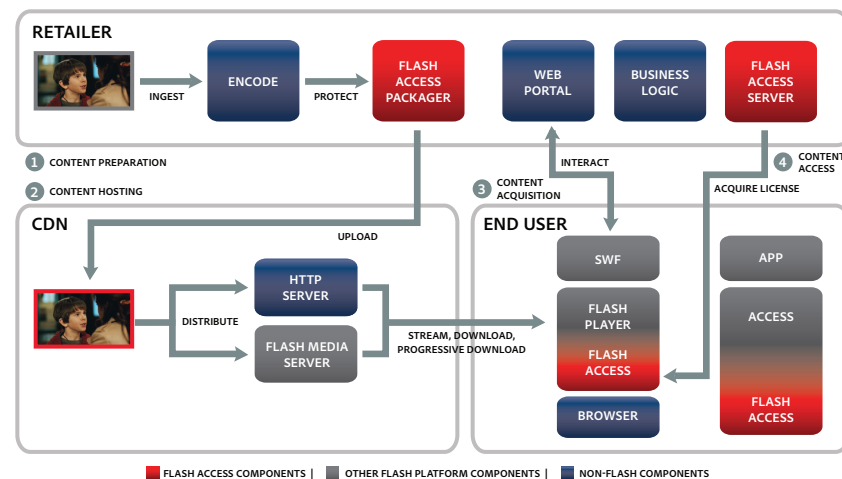 RETAILER
INGEST
ENCODE
PROTECT
FLASH
ACCESS
PACKAGER
WEB
PORTAL
BUSINESS
LOGIC
FLASH
ACCESS
SERVER
1 CONTENT PREPARATION
2 CONTENT HOSTING
INTERACT
3 CONTENT
ACQUISITION
4 CONTENT
ACCESS
ACQUIRE LICENSE
CDN
UPLOAD
DISTRIBUTE
HTTP
SERVER
FLASH MEDIA
SERVER
STREAM, DOWNLOAD,
PROGRESSIVE DOWNLOAD
END USER
SWF
FLASH
PLAYER
FLASH
ACCESS
BROWSER
APP
ACCESS
FLASH
ACCESS
FLASH ACCESS COMPONENTS | OTHER FLASH PLATFORM COMPONENTS | NON-FLASH COMPONENTS